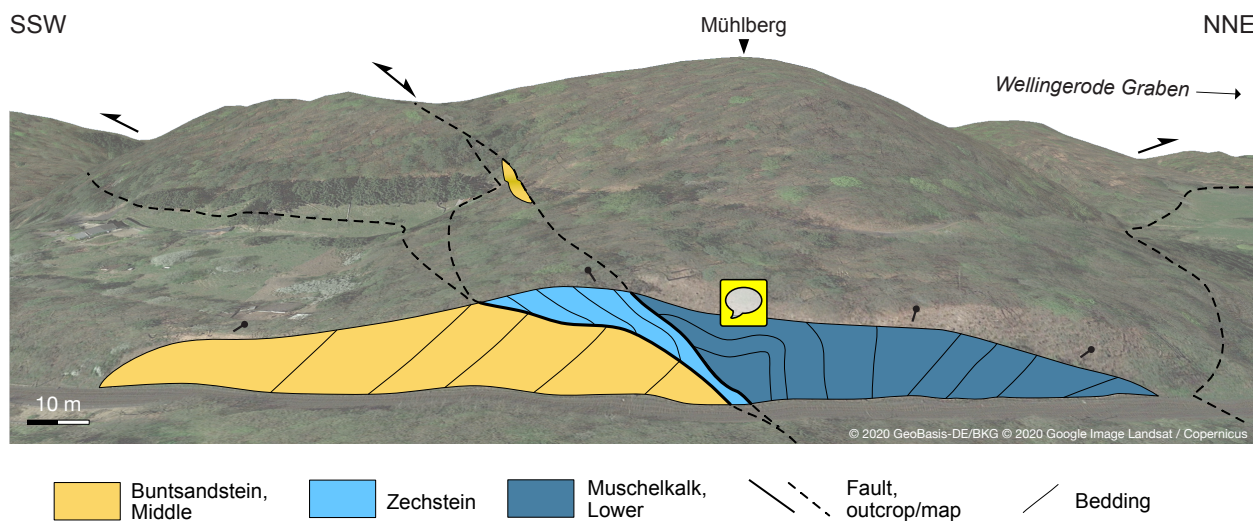 SSW
Mühlberg
NNE
Wellingerode Graben
10 m
© 2020 GeoBasis-DE/BKG © 2020 Google Image Landsat / Copernicus
Buntsandstein,
Middle
Zechstein
Muschelkalk,
Lower
Fault,
outcrop/map
Bedding